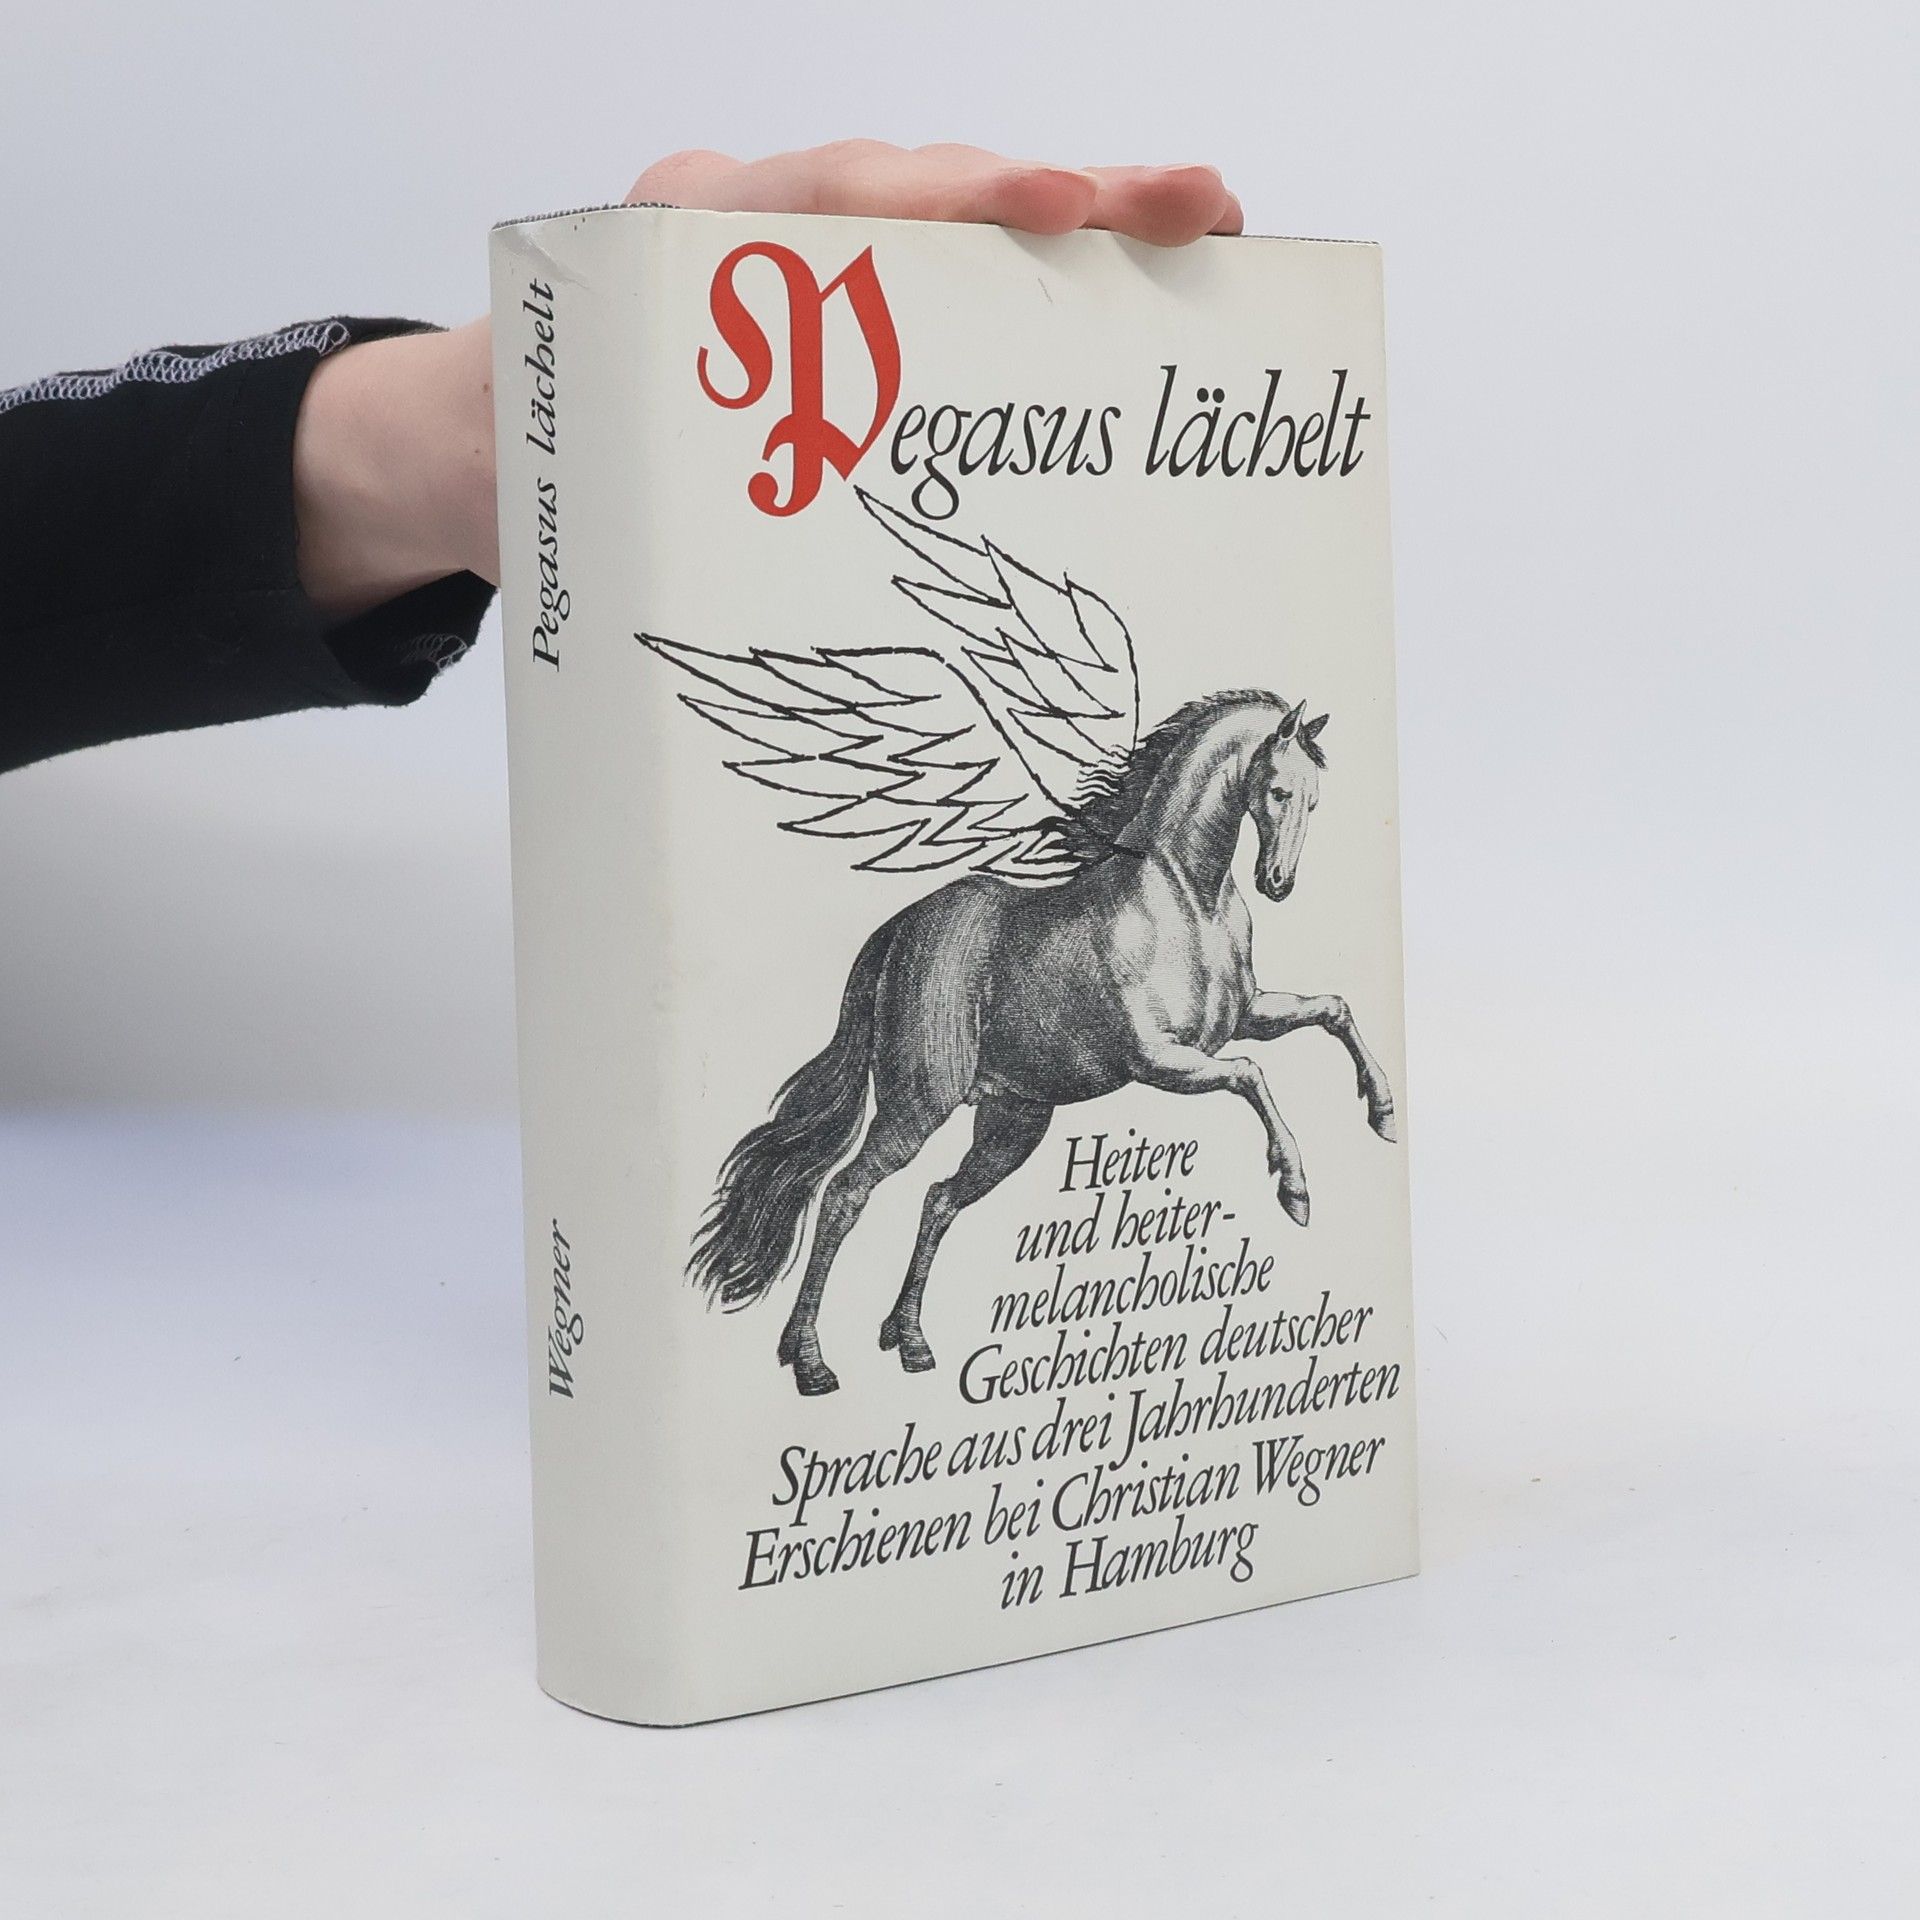 Pegasus lächelt
Wegner
Pegasus lächelt
Heitere
und heiter-
melancholische
Geschichten deutscher
Sprache aus drei Jahrhunderten
Erschienen bei Christian Wegner
in Hamburg